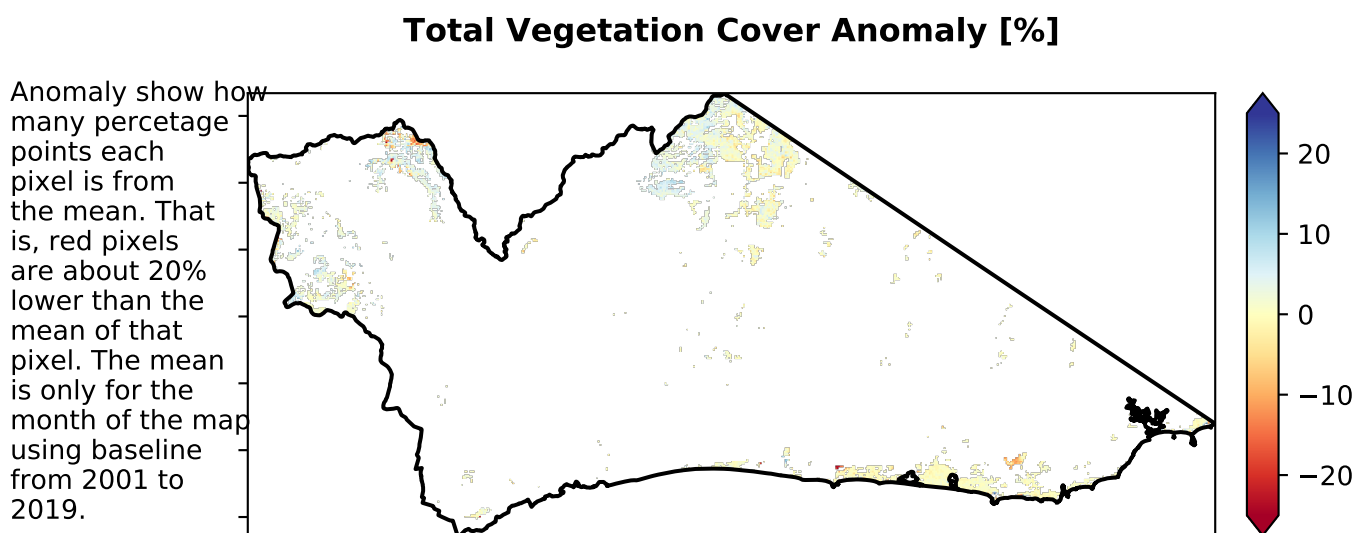 Total Vegetation Cover Anomaly [%]
Anomaly show how
many percetage
points each
pixel is from
the mean. That
is, red pixels
are about 20%
lower than the
mean of that
pixel. The mean
is only for the
month of the map
using baseline
from 2001 to
2019.
20
10
0
−10
−20